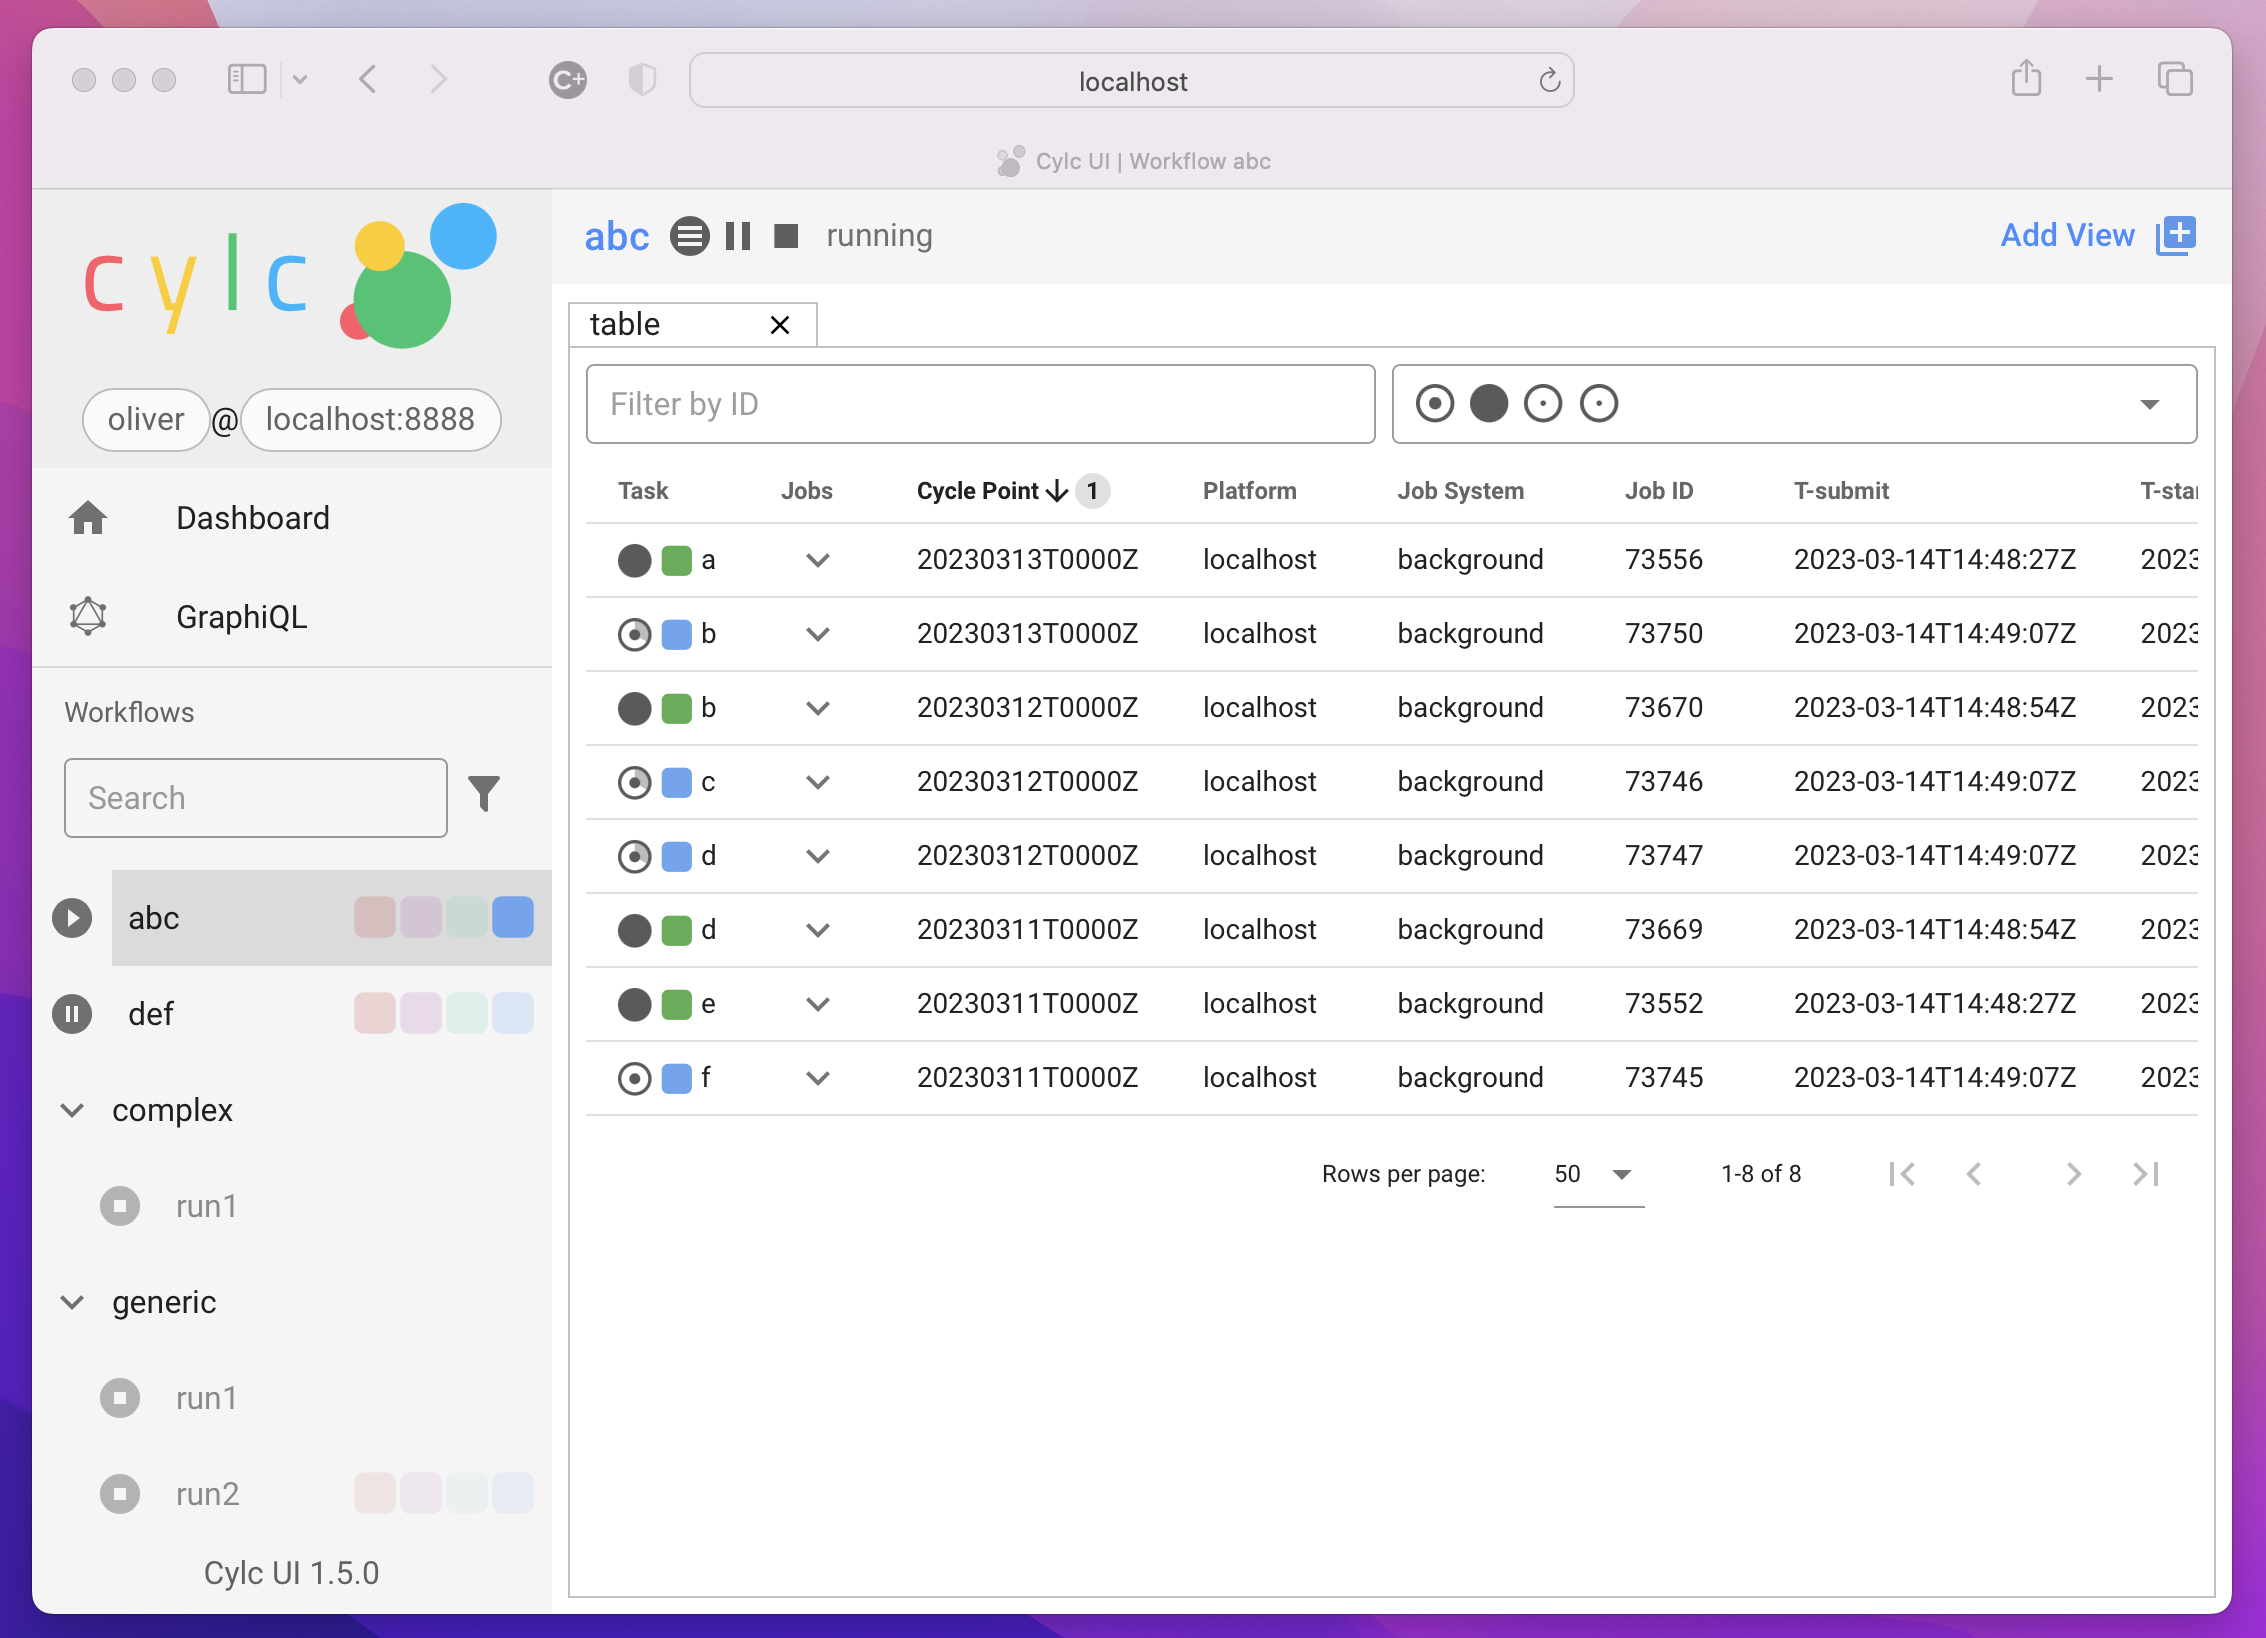 localhost
Cylc UI | Workflow abc
cylc
oliver @ localhost:8888
Dashboard
GraphiQL
Workflows
Search
abc
def
complex
run1
generic
run1
run2
Cylc UI 1.5.0
abc running Add View
table
Filter by ID
Task Jobs Cycle Point 1 Platform Job System Job ID T-submit T-star
a 20230313T0000Z localhost background 73556 2023-03-14T14:48:27Z 2023
b 20230313T0000Z localhost background 73750 2023-03-14T14:49:07Z 2023
b 20230312T0000Z localhost background 73670 2023-03-14T14:48:54Z 2023
c 20230312T0000Z localhost background 73746 2023-03-14T14:49:07Z 2023
d 20230312T0000Z localhost background 73747 2023-03-14T14:49:07Z 2023
d 20230311T0000Z localhost background 73669 2023-03-14T14:48:54Z 2023
e 20230311T0000Z localhost background 73552 2023-03-14T14:48:27Z 2023
f 20230311T0000Z localhost background 73745 2023-03-14T14:49:07Z 2023
Rows per page: 50 1-8 of 8